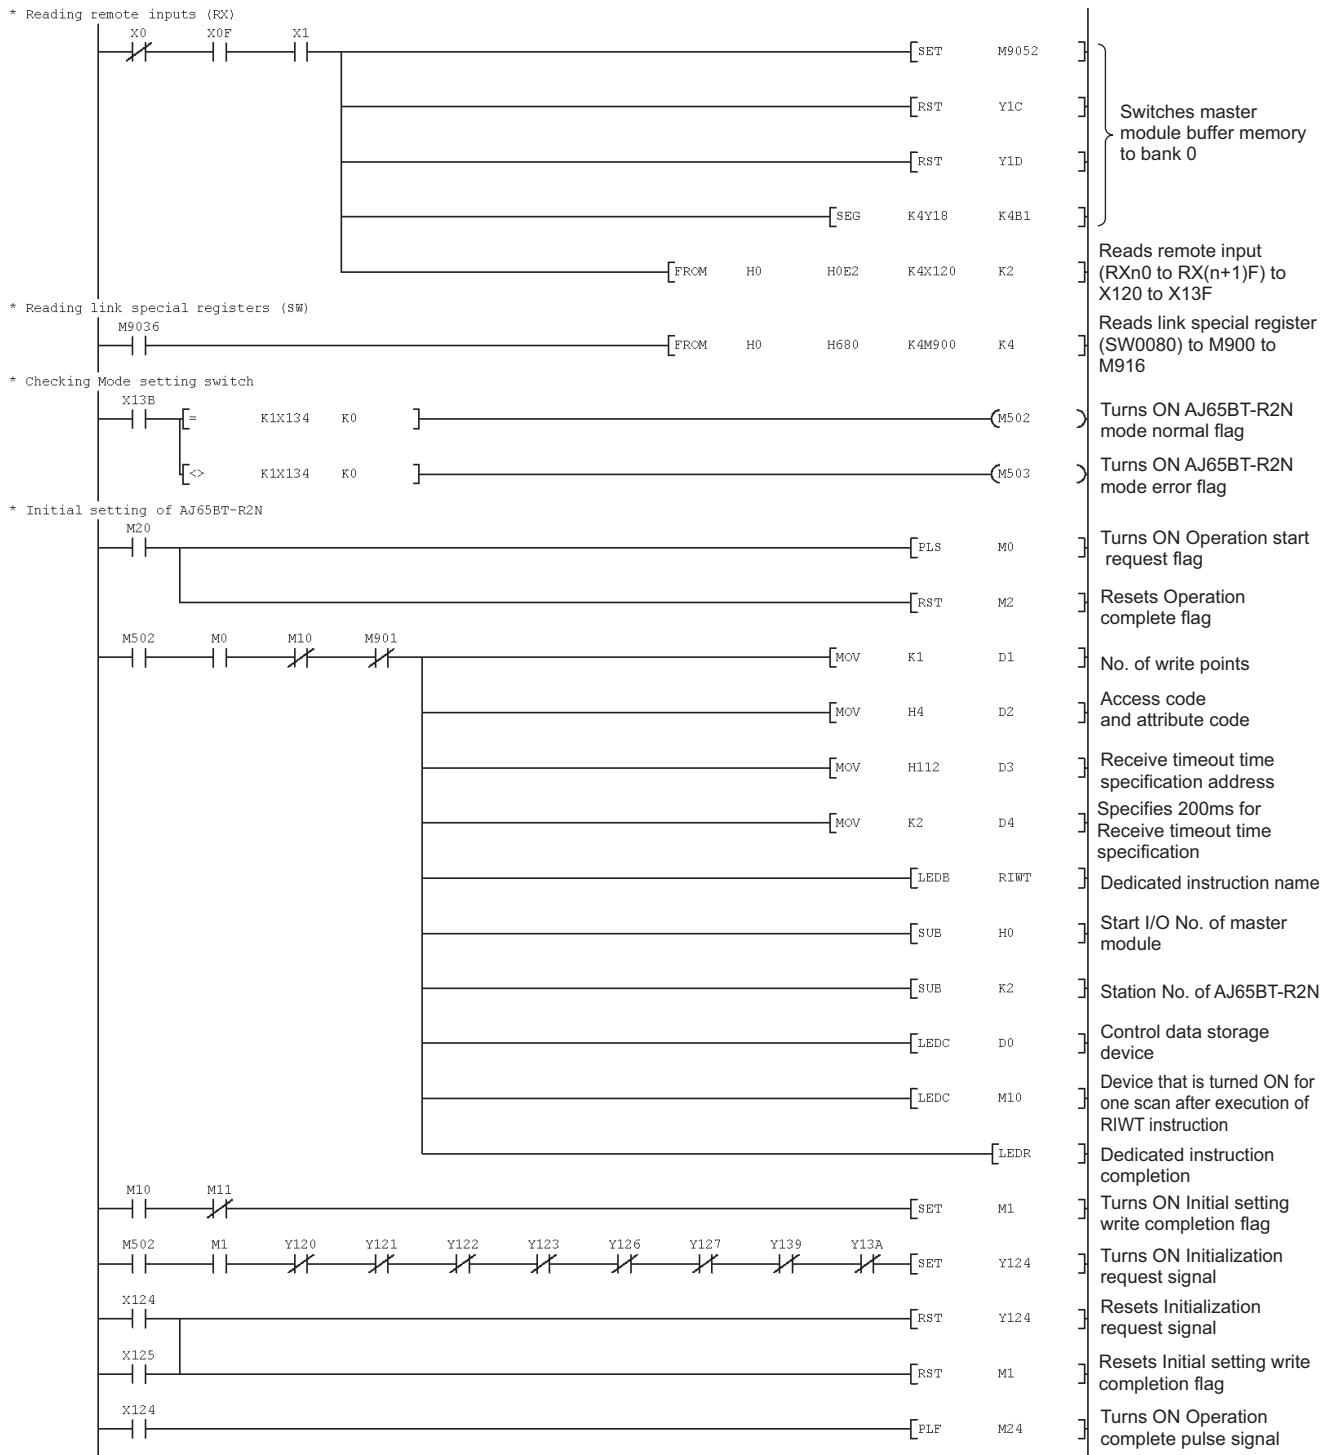 * Reading remote inputs (RX)
X0 X0F X1
SET M9052
RST Y1C
RST Y1D
SEG K4Y18 K4B1
Switches master
module buffer memory
to bank 0
FROM H0 H0E2 K4X120 K2
Reads remote input
(RXn0 to RX(n+1)F) to
X120 to X13F
* Reading link special registers (SW)
M9036
FROM H0 H680 K4M900 K4
Reads link special register
(SW0080) to M900 to
M916
* Checking Mode setting switch
X13B
= K1X134 K0
M502
Turns ON AJ65BT-R2N
mode normal flag
<> K1X134 K0
M503
Turns ON AJ65BT-R2N
mode error flag
* Initial setting of AJ65BT-R2N
M20
PLS M0
Turns ON Operation start
request flag
RST M2
Resets Operation
complete flag
M502 M0 M10 M901
MOV K1 D1
No. of write points
MOV H4 D2
Access code
and attribute code
MOV H112 D3
Receive timeout time
specification address
MOV K2 D4
Specifies 200ms for
Receive timeout time
specification
LEDB RIWT
Dedicated instruction name
SUB H0
Start I/O No. of master
module
SUB K2
Station No. of AJ65BT-R2N
LEDC D0
Control data storage
device
LEDC M10
Device that is turned ON for
one scan after execution of
RIWT instruction
LEDR
Dedicated instruction
completion
M10 M11
SET M1
Turns ON Initial setting
write completion flag
M502 M1 Y120 Y121 Y122 Y123 Y126 Y127 Y139 Y13A
SET Y124
Turns ON Initialization
request signal
X124
RST Y124
Resets Initialization
request signal
X125
RST M1
Resets Initial setting write
completion flag
X124
PLF M24
Turns ON Operation
complete pulse signal